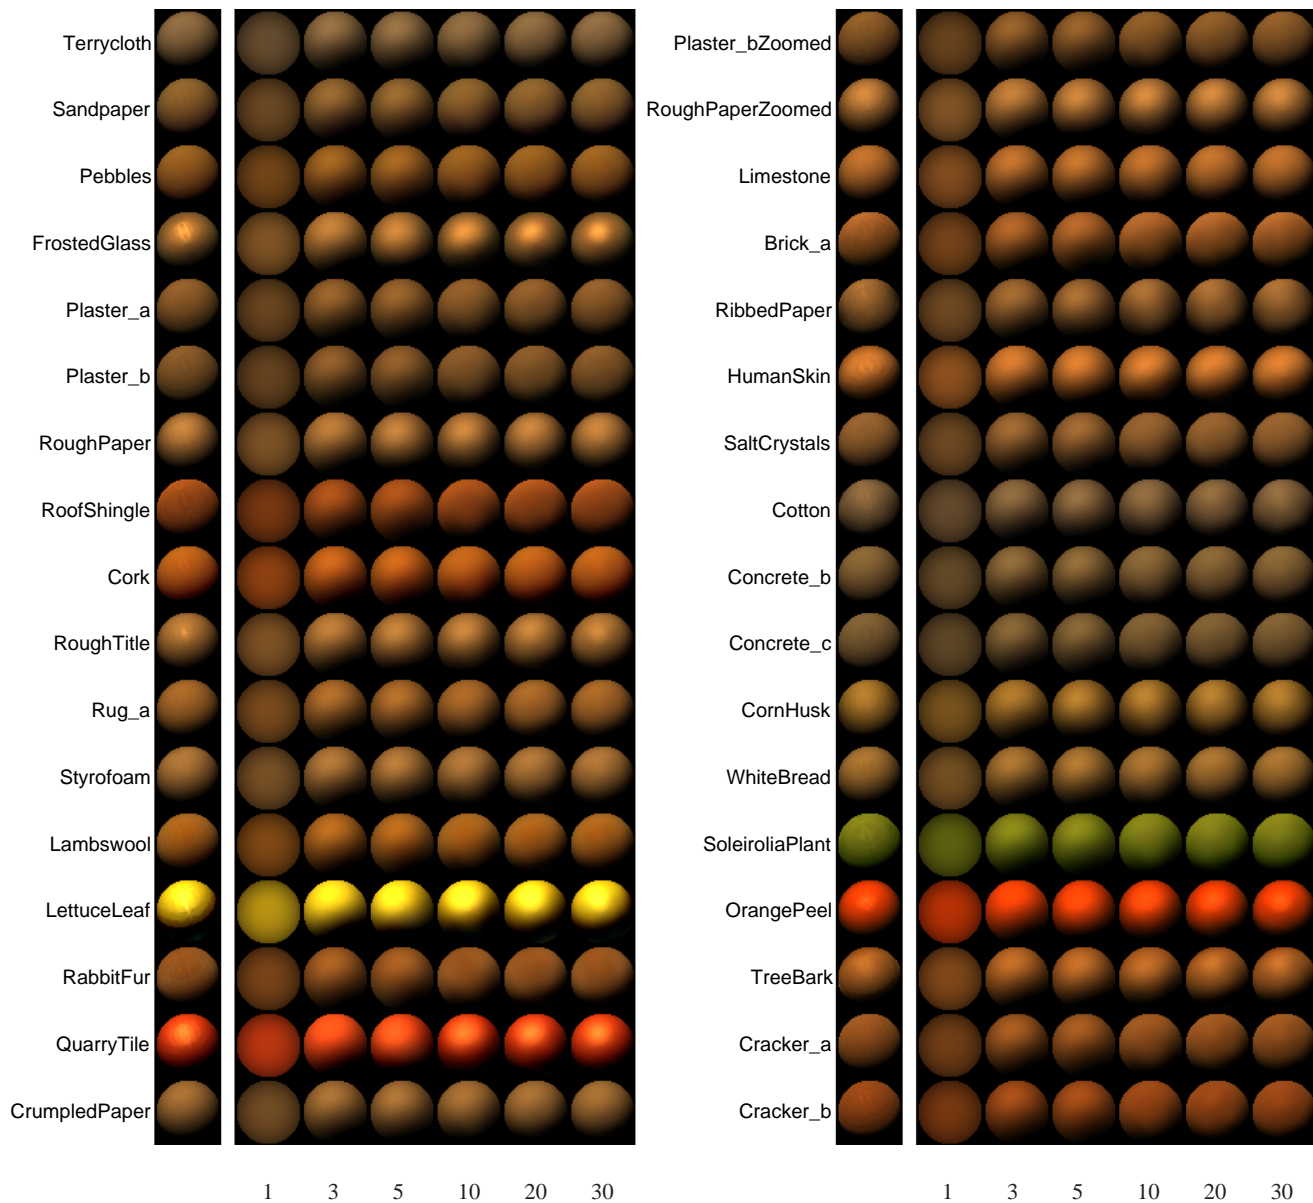 Terrycloth
Sandpaper
Pebbles
FrostedGlass
Plaster_a
Plaster_b
RoughPaper
RoofShingle
Cork
RoughTitle
Rug_a
Styrofoam
Lambswool
LettuceLeaf
RabbitFur
QuarryTile
CrumpledPaper
1 3 5 10 20 30
Plaster_bZoomed
RoughPaperZoomed
Limestone
Brick_a
RibbedPaper
HumanSkin
SaltCrystals
Cotton
Concrete_b
Concrete_c
CornHusk
WhiteBread
SoleiroliaPlant
OrangePeel
TreeBark
Cracker_a
Cracker_b
1 3 5 10 20 30